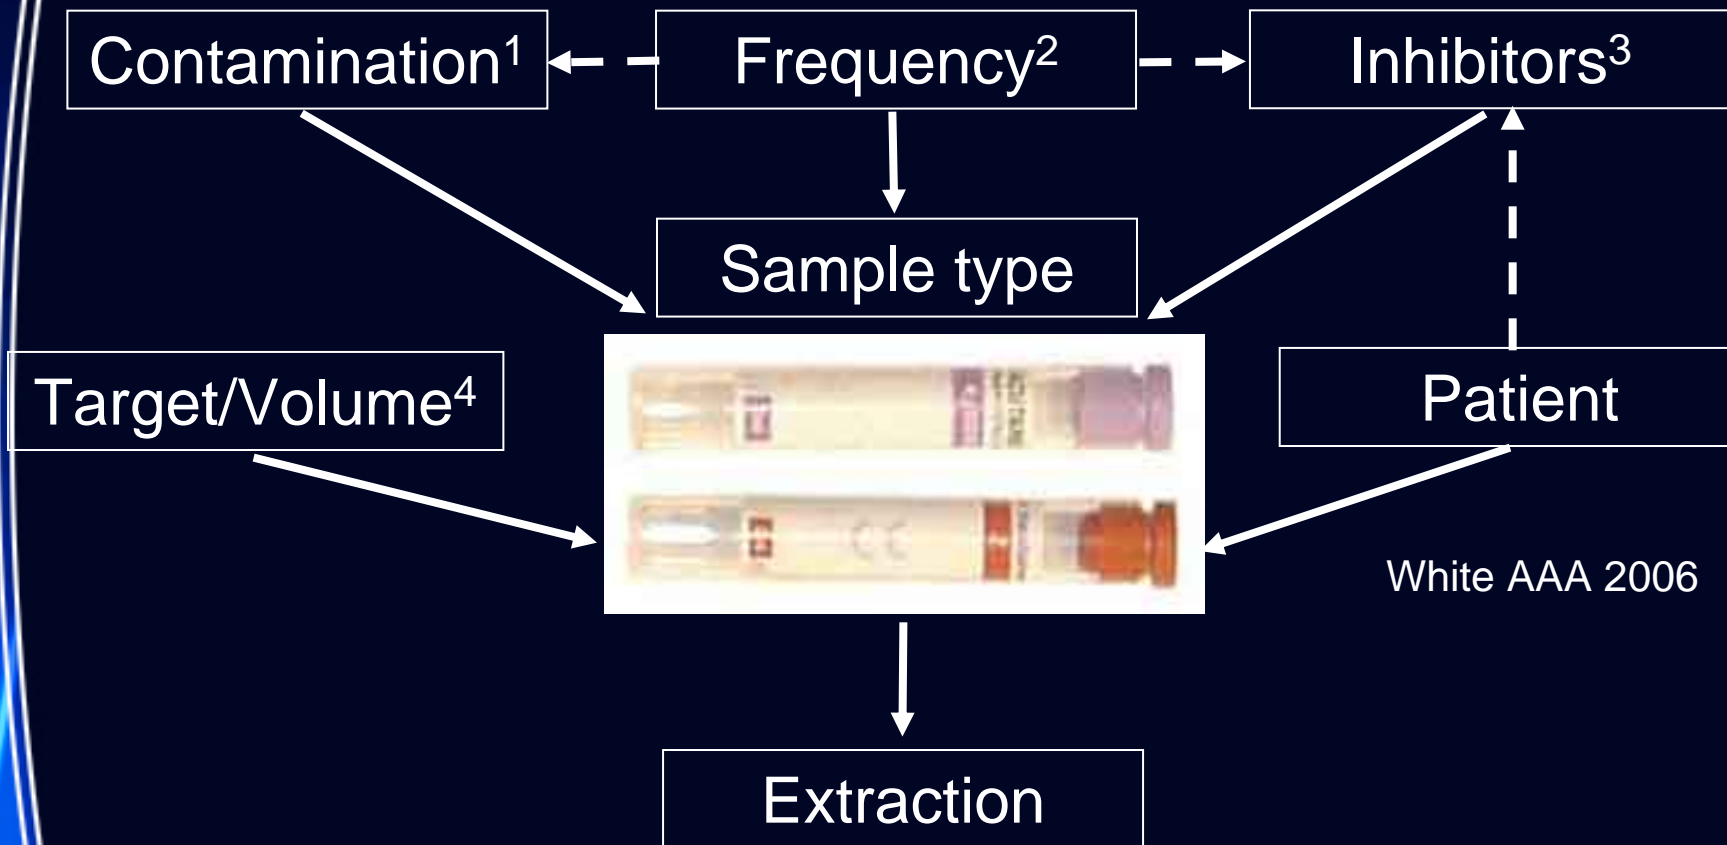 Contamination¹
Frequency²
Inhibitors³
Sample type
Target/Volume⁴
Patient
White AAA 2006
Extraction